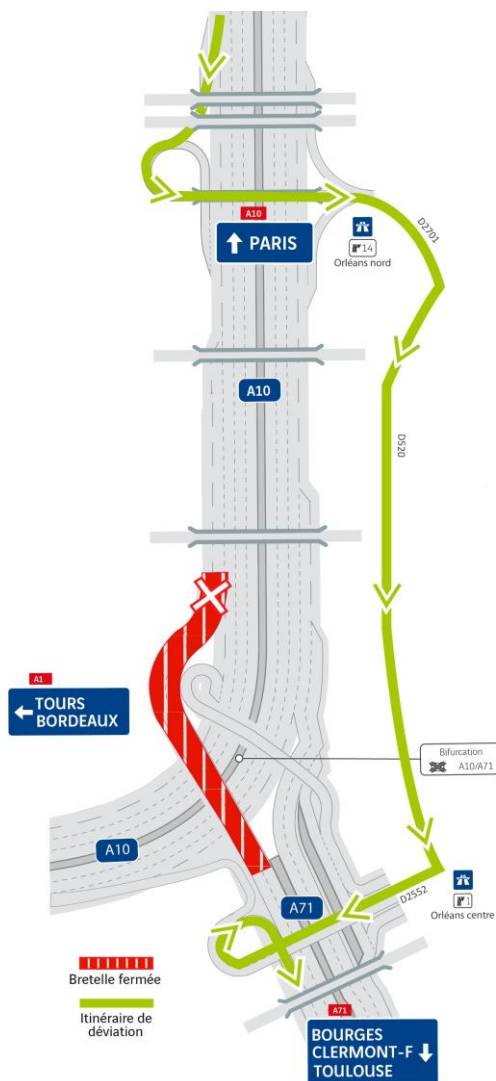 A10
PARIS
14
Orléans nord
D2701
A10
D520
A1
TOURS
BORDEAUX
Bifurcation
A10/A71
A10
1
Orléans centre
D2552
A71
Bretelle fermée
Itinéraire de
déviation
A71
BOURGES
CLERMONT-F
TOULOUSE